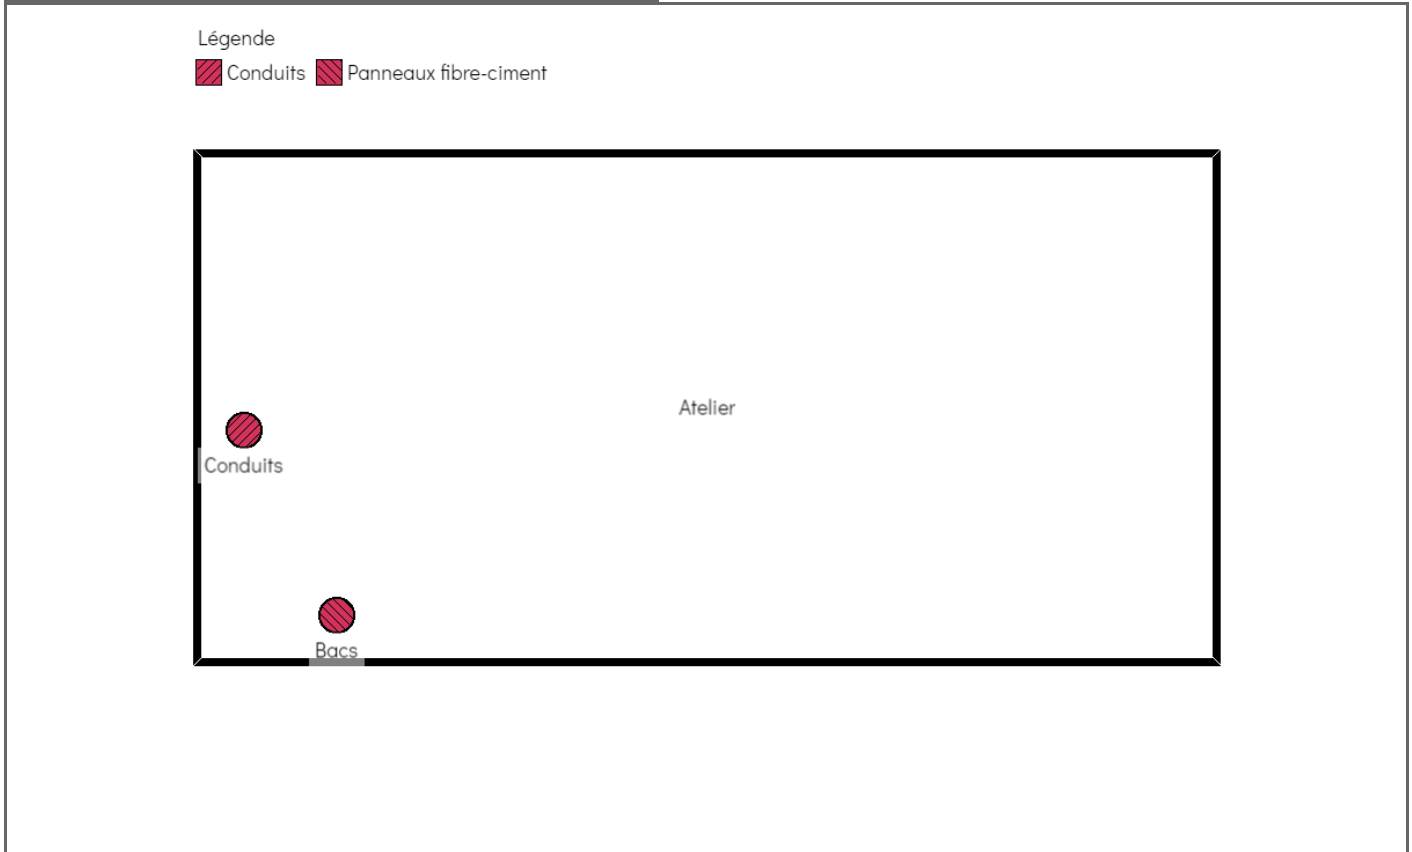 Légende
Conduits Panneaux fibre-ciment
Atelier
Conduits
Bacs